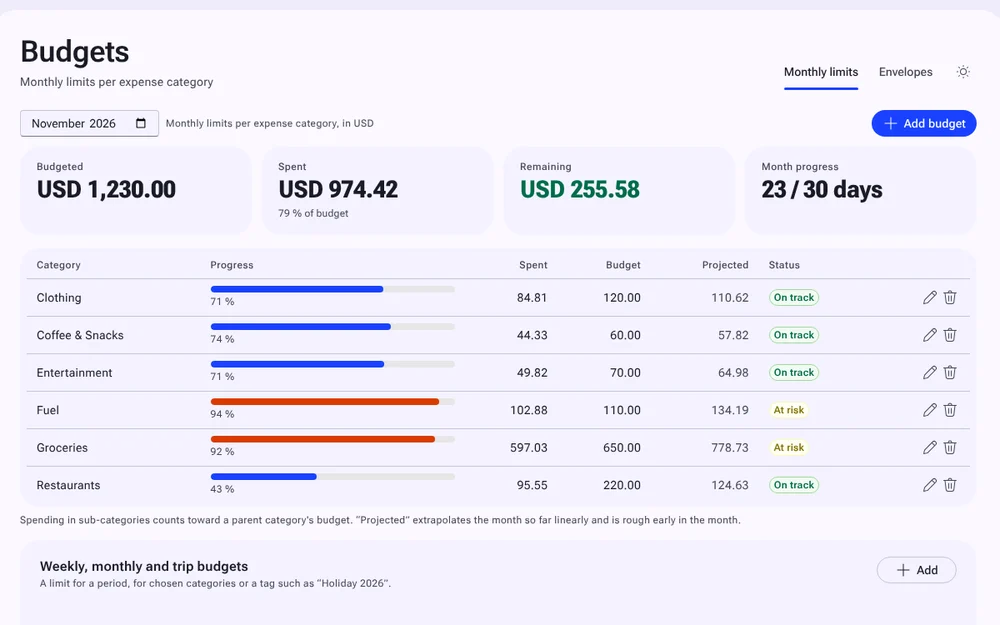 Budgets
Monthly limits per expense category
Monthly limits Envelopes
November 2026 Monthly limits per expense category, in USD Add budget
Budgeted
USD 1,230.00
Spent
USD 974.42
79 % of budget
Remaining
USD 255.58
Month progress
23 / 30 days
Category Progress Spent Budget Projected Status
Clothing 71 % 84.81 120.00 110.62 On track
Coffee & Snacks 74 % 44.33 60.00 57.82 On track
Entertainment 71 % 49.82 70.00 64.98 On track
Fuel 94 % 102.88 110.00 134.19 At risk
Groceries 92 % 597.03 650.00 778.73 At risk
Restaurants 43 % 95.55 220.00 124.63 On track
Spending in sub-categories counts toward a parent category's budget. "Projected" extrapolates the month so far linearly and is rough early in the month.
Weekly, monthly and trip budgets
A limit for a period, for chosen categories or a tag such as "Holiday 2026".
Add